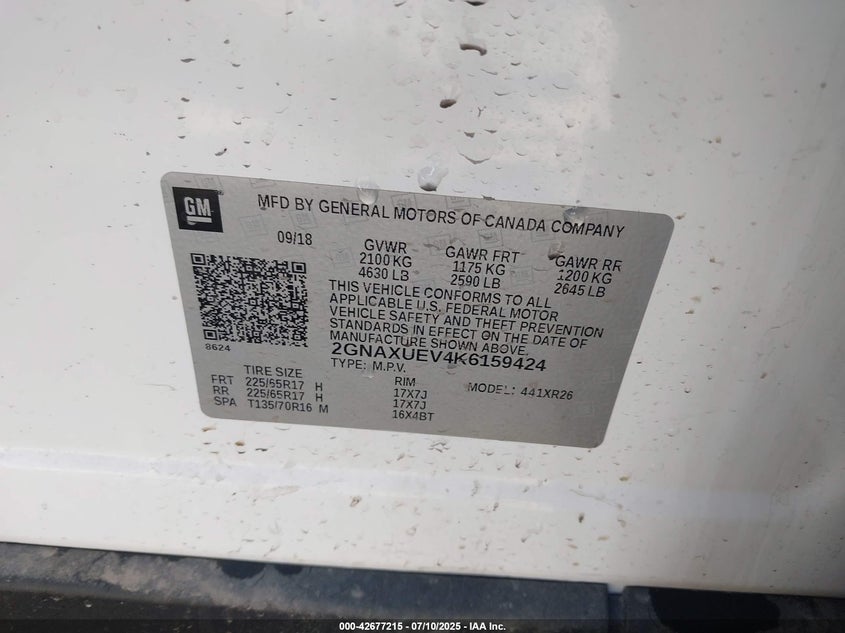 GM
MFD BY GENERAL MOTORS OF CANADA COMPANY
09/18
GVWR
2100 KG
4630 LB
GAWR FRT
1175 KG
2590 LB
GAWR RR
1200 KG
2645 LB
THIS VEHICLE CONFORMS TO ALL
APPLICABLE U.S. FEDERAL MOTOR
VEHICLE SAFETY AND THEFT PREVENTION
STANDARDS IN EFFECT ON THE DATE OF
MANUFACTURE SHOWN ABOVE.
8624
2GNAXUEV4K6159424
TYPE: M.P.V.
MODEL: 441XR26
TIRE SIZE RIM
FRT 225/65R17 H 17X7J
RR 225/65R17 H 17X7J
SPA T135/70R16 M 16X4BT
000-42677215 - 07/10/2025 - IAA Inc.